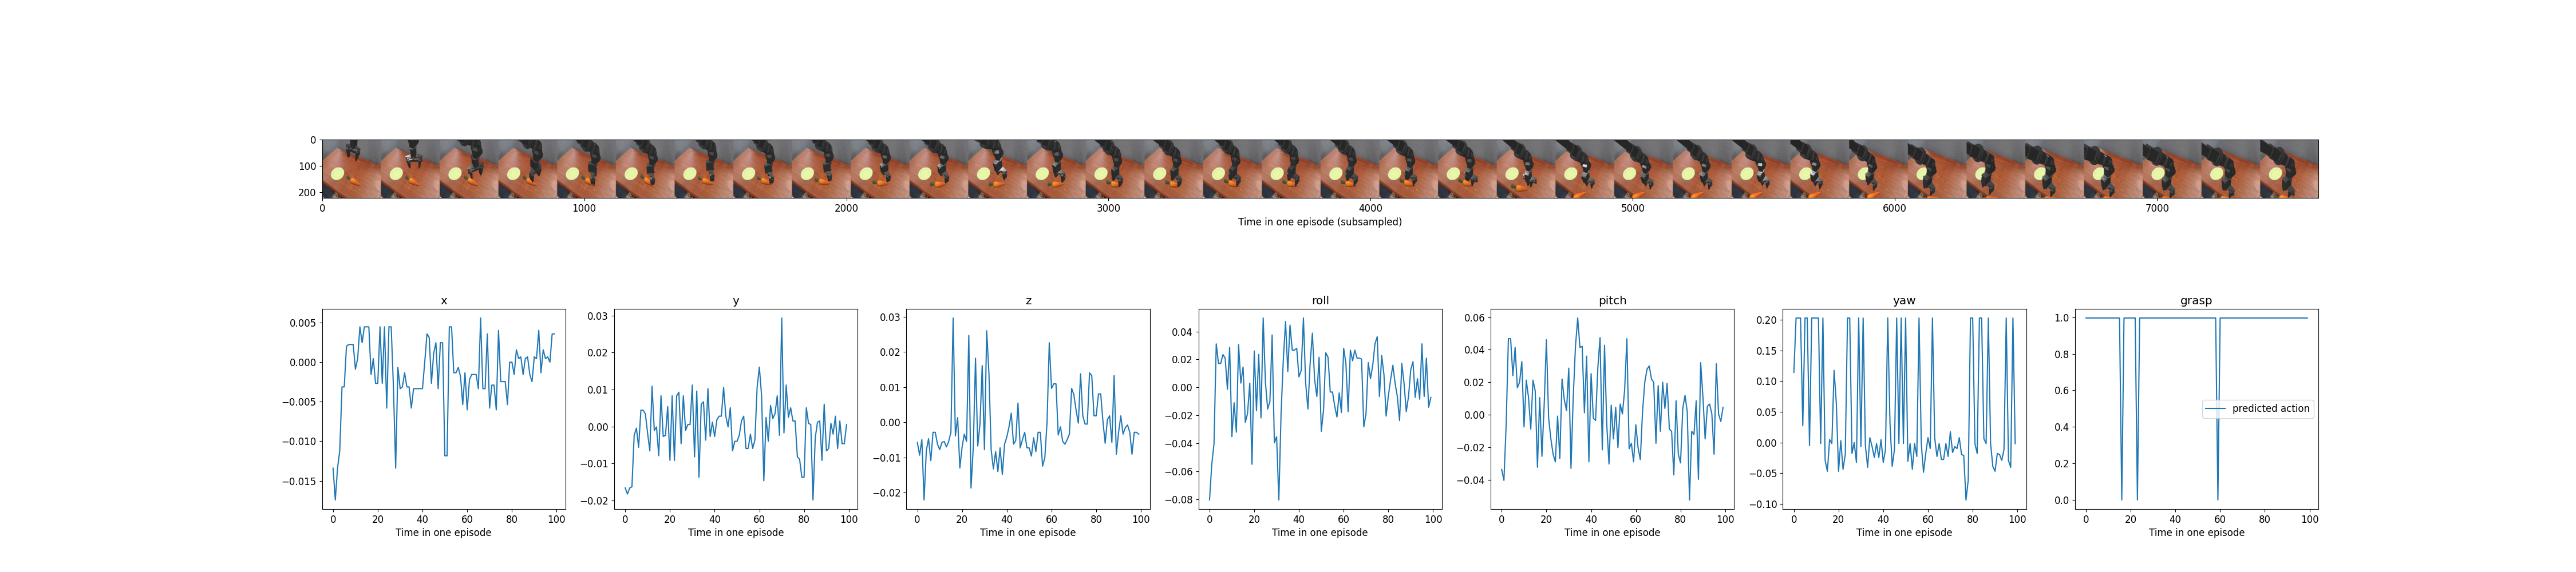 0
100
200
0 1000 2000 3000 4000 5000 6000 7000
Time in one episode (subsampled)
x y z roll pitch yaw grasp
0.005
0.000
−0.005
−0.010
−0.015
0 20 40 60 80 100
Time in one episode
0.03
0.02
0.01
0.00
−0.01
−0.02
0 20 40 60 80 100
Time in one episode
0.03
0.02
0.01
0.00
−0.01
−0.02
0 20 40 60 80 100
Time in one episode
0.04
0.02
0.00
−0.02
−0.04
−0.06
−0.08
0 20 40 60 80 100
Time in one episode
0.06
0.04
0.02
0.00
−0.02
−0.04
0 20 40 60 80 100
Time in one episode
0.20
0.15
0.10
0.05
0.00
−0.05
−0.10
0 20 40 60 80 100
Time in one episode
1.0
0.8
0.6
0.4
0.2
0.0
predicted action
0 20 40 60 80 100
Time in one episode